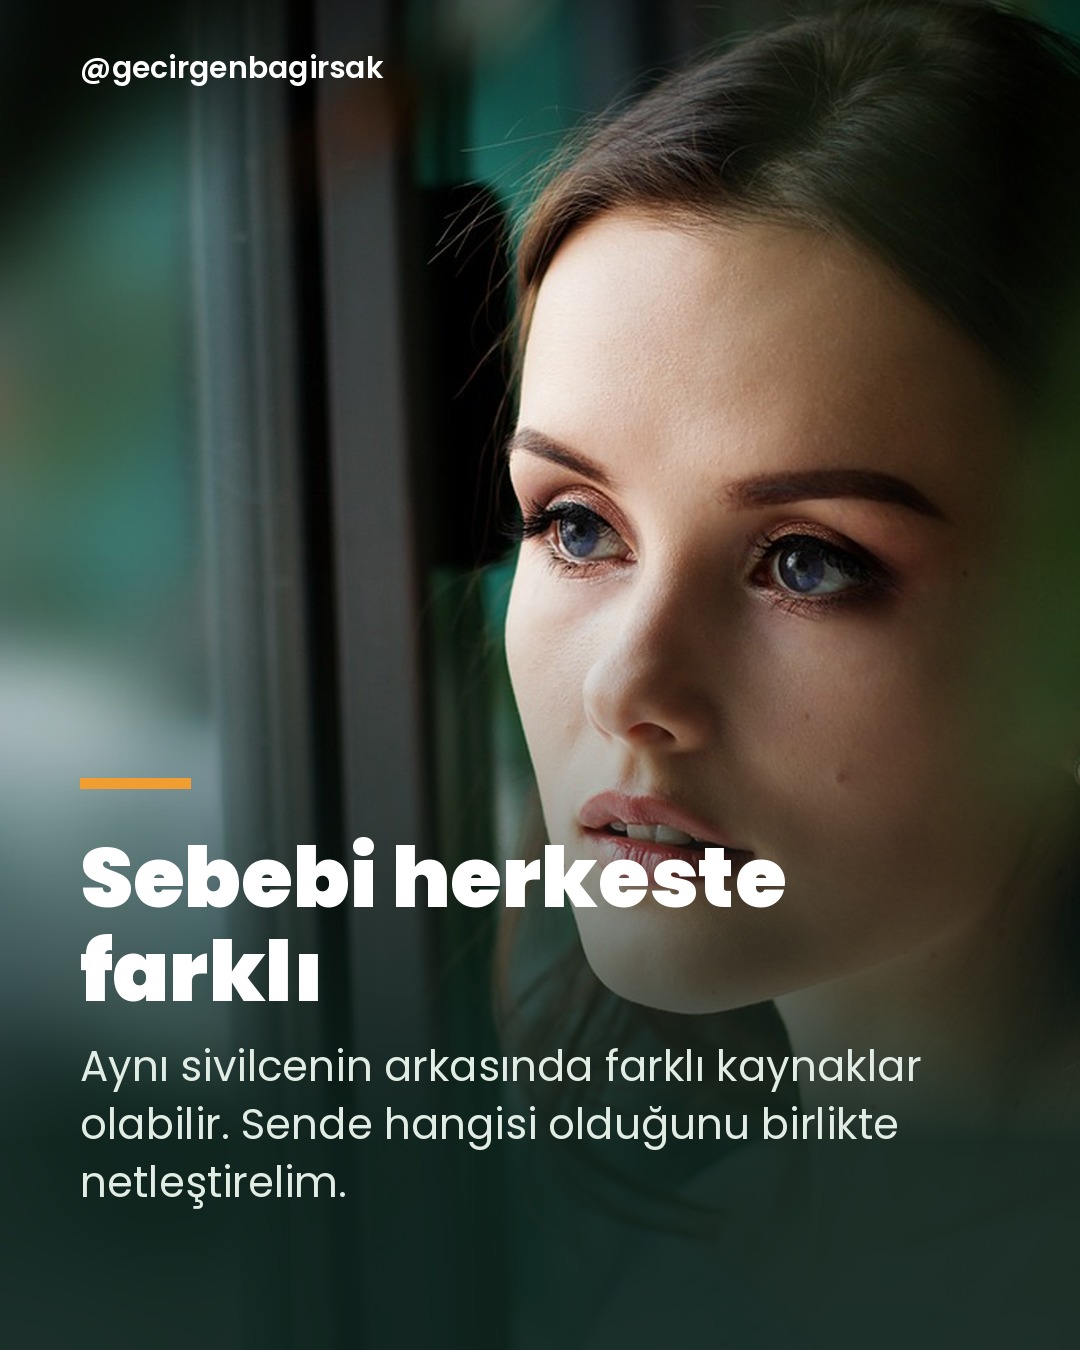 @gecirgenbagirsak
Sebebi herkeste
farklı
Aynı sivilcenin arkasında farklı kaynaklar
olabilir. Sende hangisi olduğunu birlikte
netleştirelim.